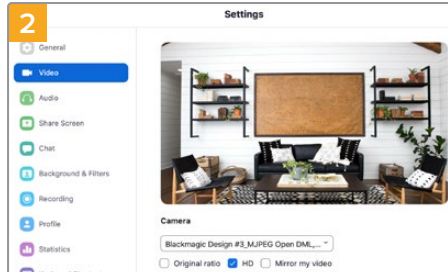 2
Settings
General
Video
Audio
Share Screen
Chat
Background & Filters
Recording
Profile
Statistics
Camera
Blackmagic Design #3_MJPEG Open DML,...
Original ratio
HD
Mirror my video